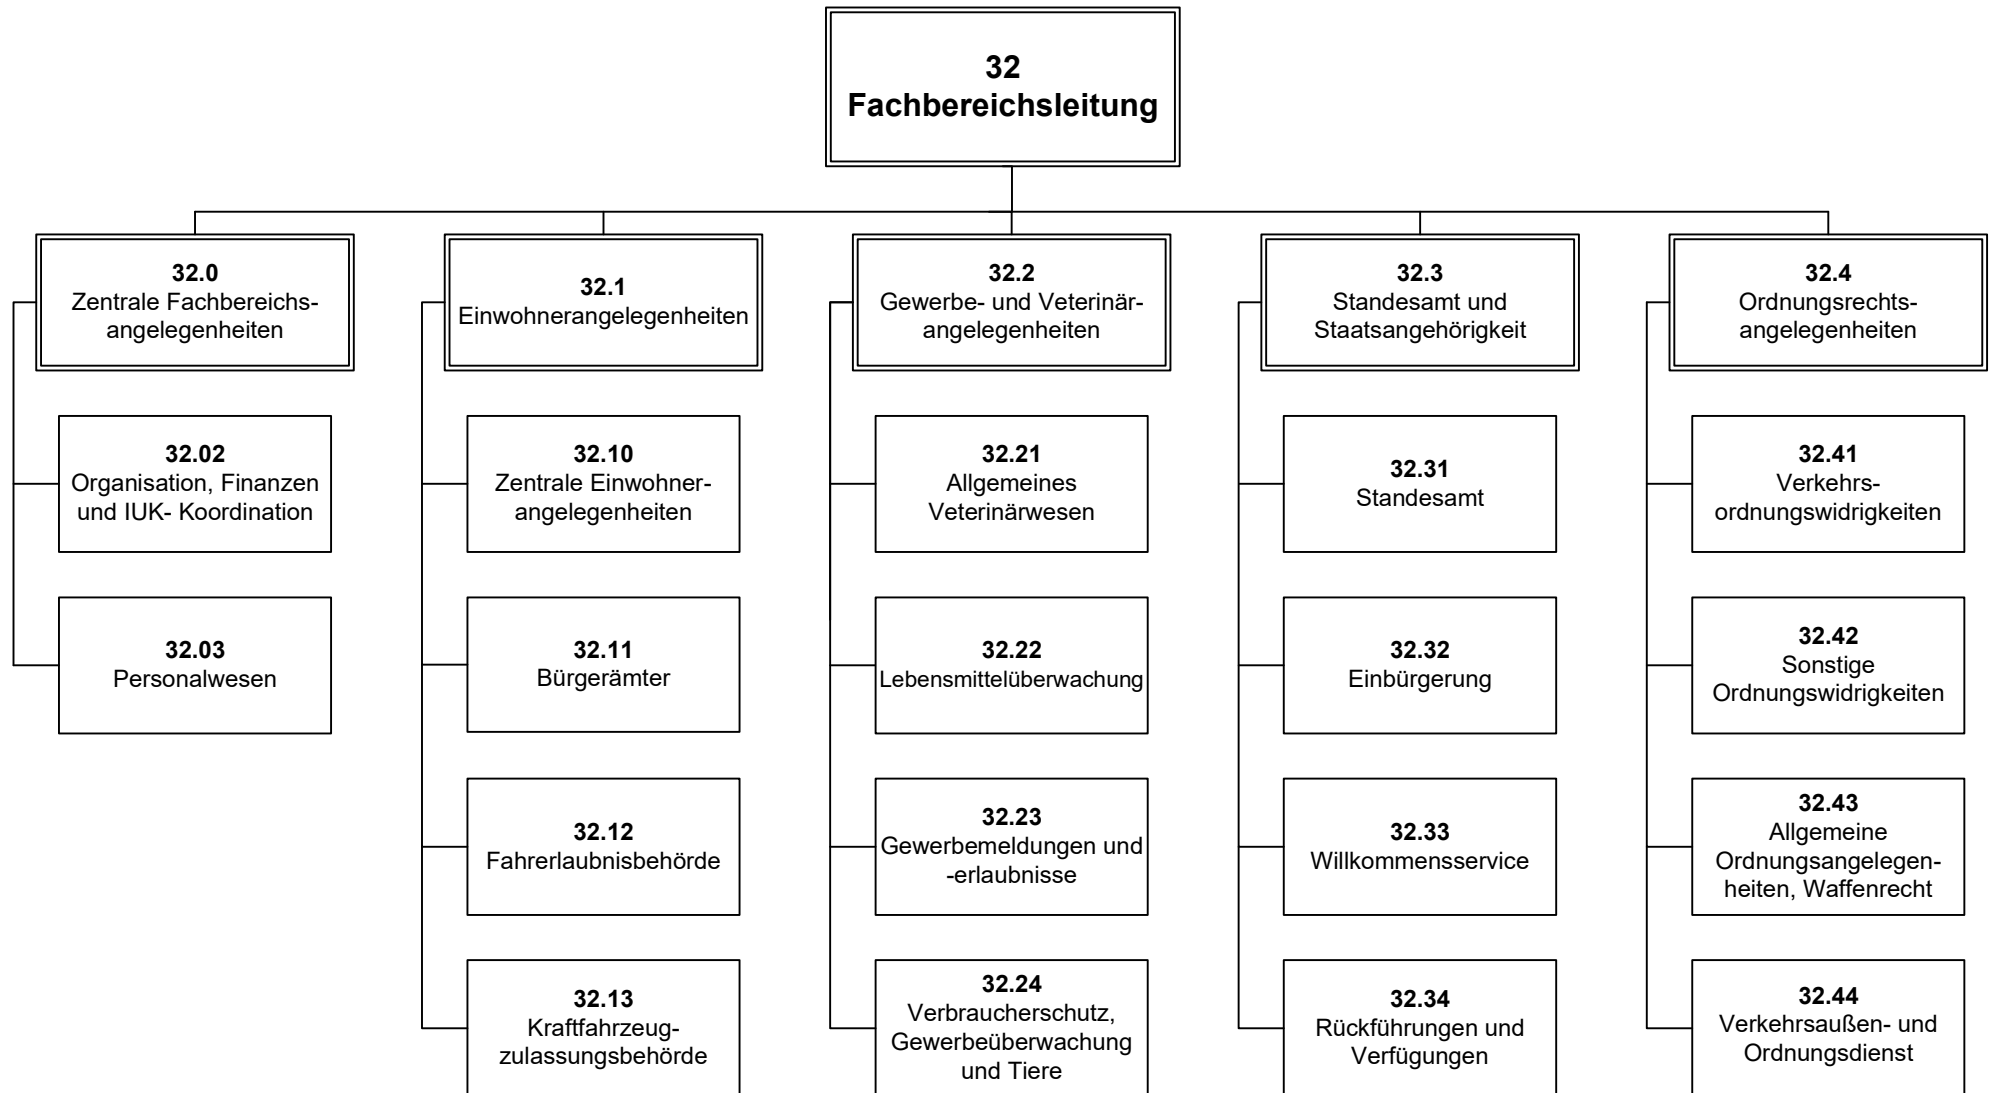 32
Fachbereichsleitung
32.0
Zentrale Fachbereichs-
angelegenheiten
32.1
Einwohnerangelegenheiten
32.2
Gewerbe- und Veterinär-
angelegenheiten
32.3
Standesamt und
Staatsangehörigkeit
32.4
Ordnungsrechts-
angelegenheiten
32.02
Organisation, Finanzen
und IUK- Koordination
32.10
Zentrale Einwohner-
angelegenheiten
32.21
Allgemeines
Veterinärwesen
32.31
Standesamt
32.41
Verkehrs-
ordnungswidrigkeiten
32.03
Personalwesen
32.11
Bürgerämter
32.22
Lebensmittelüberwachung
32.32
Einbürgerung
32.42
Sonstige
Ordnungswidrigkeiten
32.12
Fahrerlaubnisbehörde
32.23
Gewerbemeldungen und
-erlaubnisse
32.33
Willkommensservice
32.43
Allgemeine
Ordnungsangelegen-
heiten, Waffenrecht
32.13
Kraftfahrzeug-
zulassungsbehörde
32.24
Verbraucherschutz,
Gewerbeüberwachung
und Tiere
32.34
Rückführungen und
Verfügungen
32.44
Verkehrsaußen- und
Ordnungsdienst